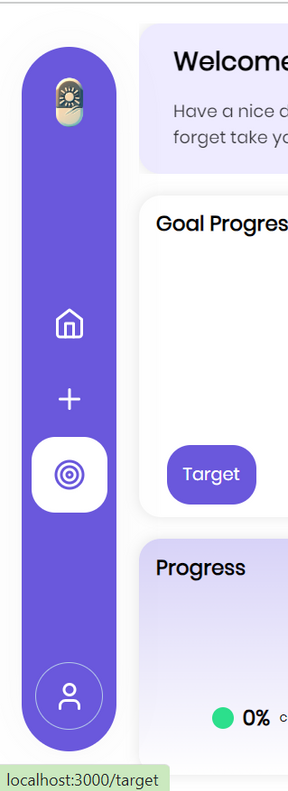 Welcome
Have a nice d
forget take yo
Goal Progres
Target
Progress
0% c
localhost:3000/target